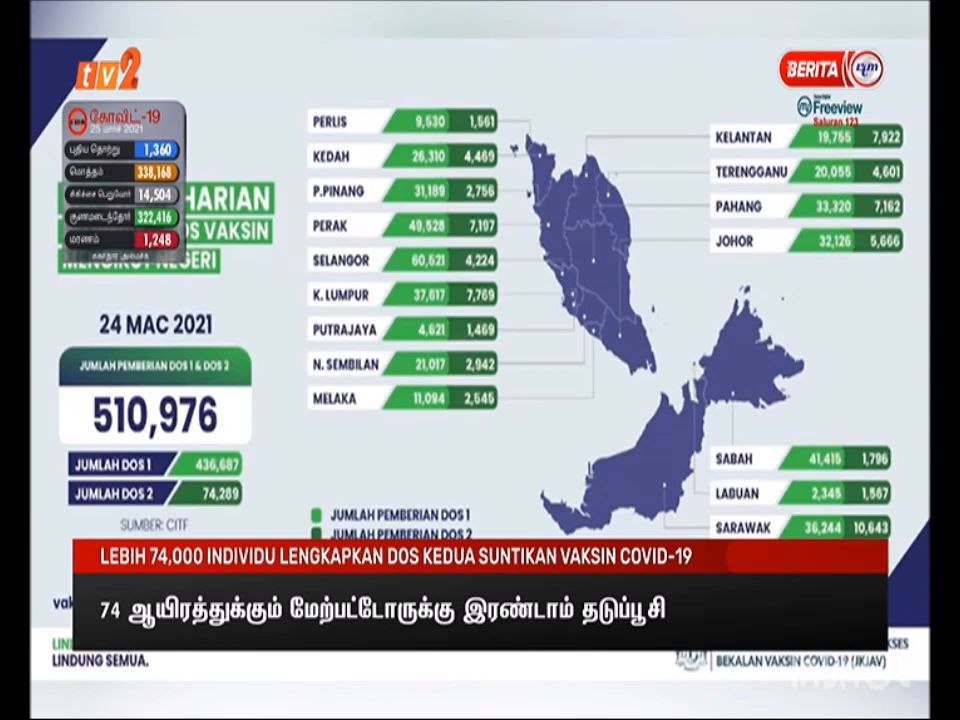 tv2
BERITA rtm
my Freeview
Saluran 123
கோவிட்-19
25 மார்ச் 2021
புதிய தொற்று 1,360
மொத்தம் 338,168
சிகிச்சை பெறுவோர் 14,504
குணமடைந்தோர் 322,416
மரணம் 1,248
சுகாதார அமைச்சு
HARIAN
VAKSIN
MENGIKUT NEGERI
24 MAC 2021
JUMLAH PEMBERIAN DOS 1 & DOS 2
510,976
JUMLAH DOS 1 436,687
JUMLAH DOS 2 74,289
SUMBER: CITF
PERLIS 9,530 1,561
KEDAH 26,310 4,469
P.PINANG 31,189 2,756
PERAK 49,528 7,197
SELANGOR 60,521 4,224
K. LUMPUR 37,617 7,769
PUTRAJAYA 4,621 1,469
N. SEMBILAN 21,017 2,942
MELAKA 11,094 2,545
KELANTAN 19,755 7,922
TERENGGANU 20,055 4,601
PAHANG 33,320 7,162
JOHOR 32,126 5,666
SABAH 41,415 1,796
LABUAN 2,345 1,567
SARAWAK 36,244 10,643
JUMLAH PEMBERIAN DOS 1
JUMLAH PEMBERIAN DOS 2
LEBIH 74,000 INDIVIDU LENGKAPKAN DOS KEDUA SUNTIKAN VAKSIN COVID-19
74 ஆயிரத்துக்கும் மேற்பட்டோருக்கு இரண்டாம் தடுப்பூசி
LINDUNG SEMUA.
BEKALAN VAKSIN COVID-19 (JKJAV)